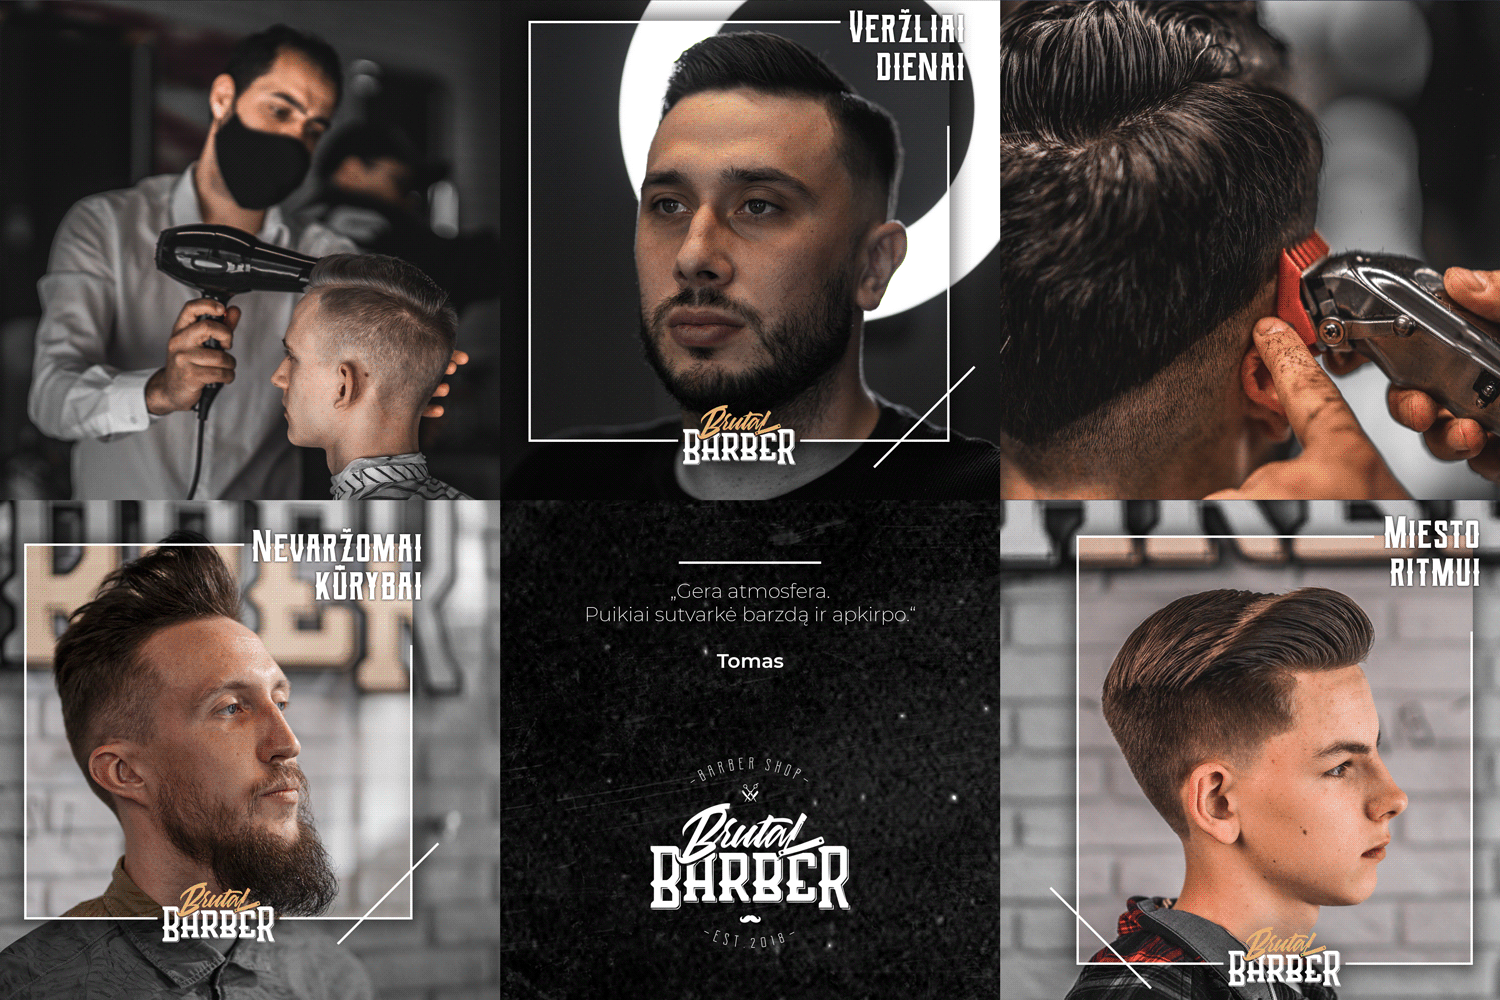 VERŽLIAI
DIENAI
Brutal
BARBER
NEVARŽOMAI
KŪRYBAI
Brutal
BARBER
„Gera atmosfera.
Puikiai sutvarkė barzdą ir apkirpo.“
Tomas
-BARBER SHOP-
Brutal
BARBER
-EST.2018-
MIESTO
RITMUI
Brutal
BARBER